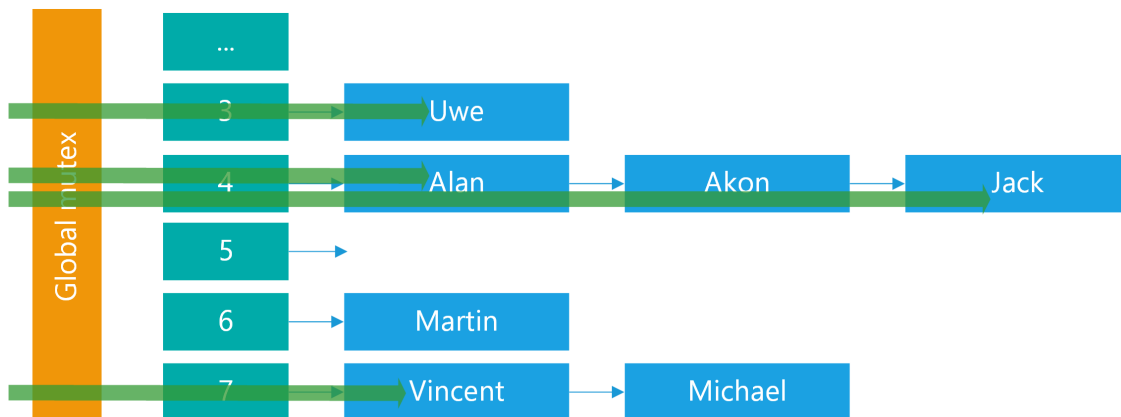 Global mutex
...
3
Uwe
4
Alan
Akon
Jack
5
6
Martin
7
Vincent
Michael